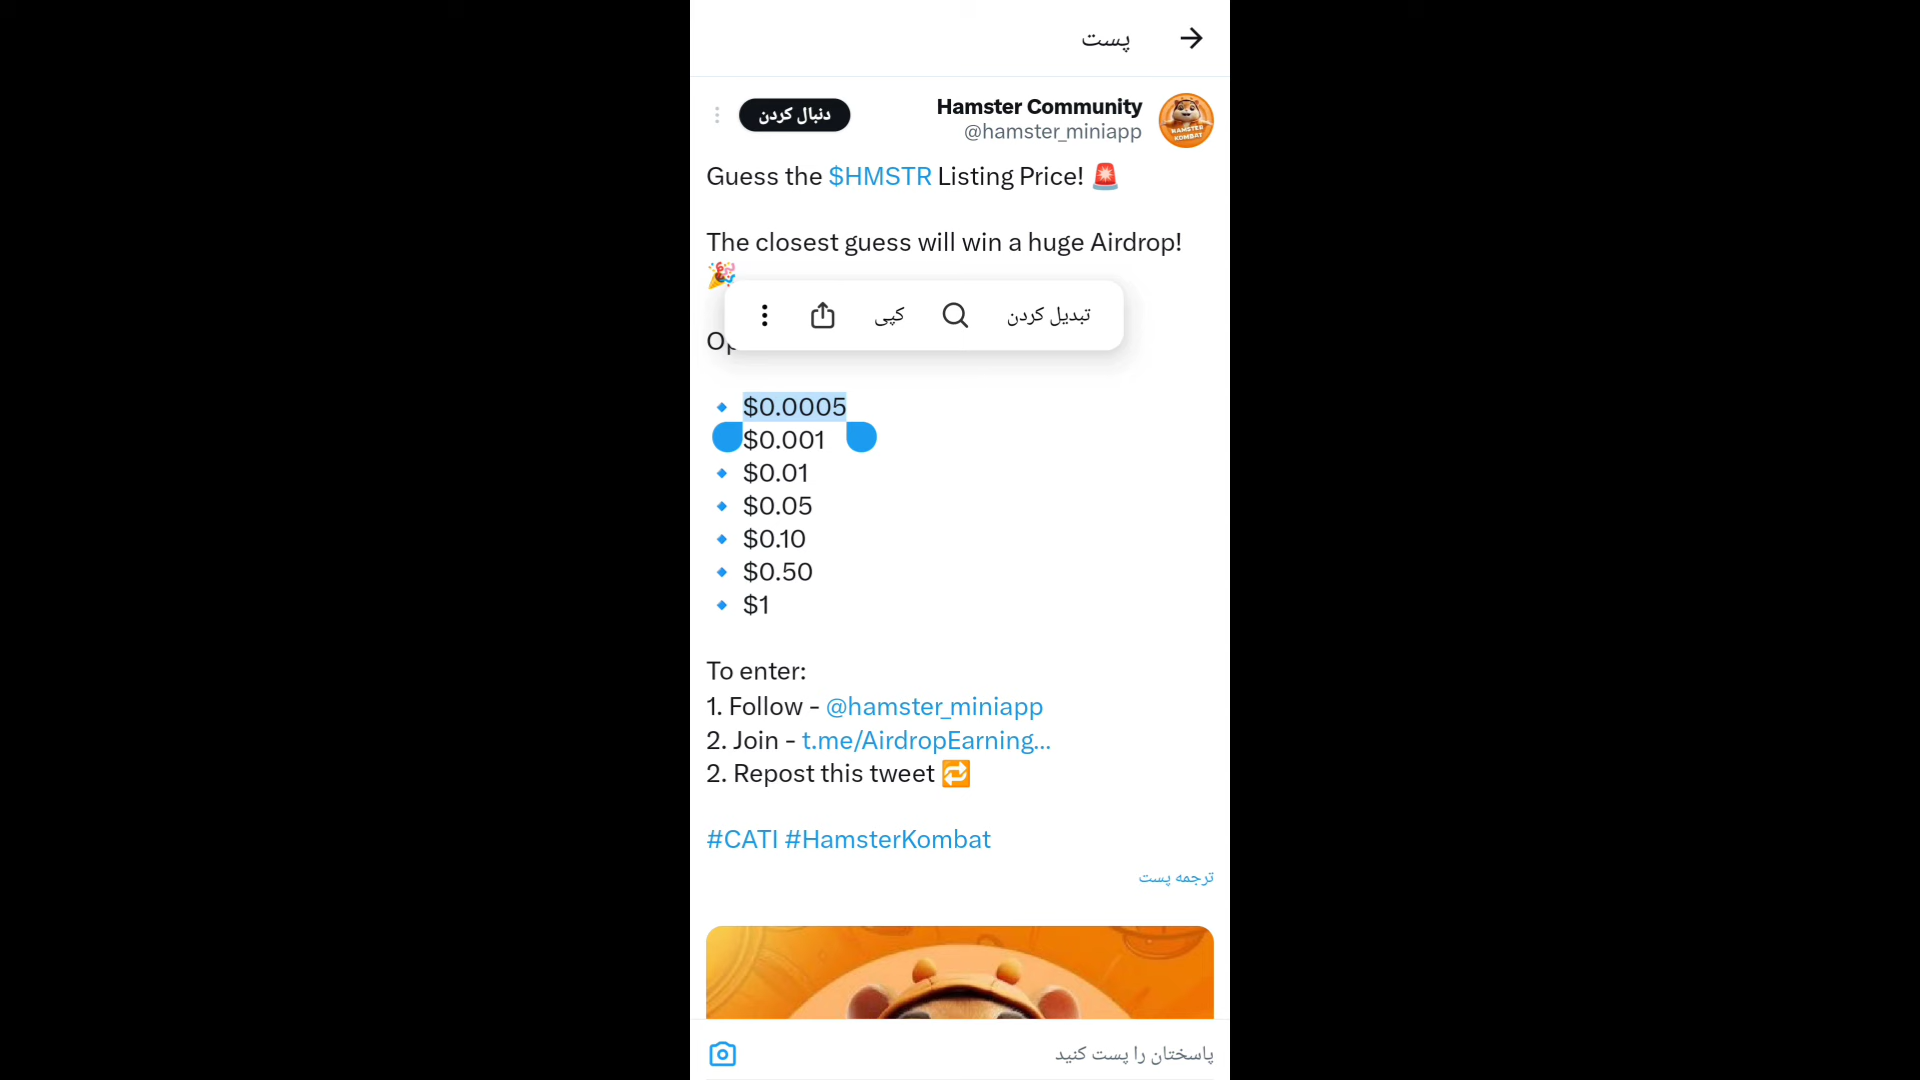 پست
Hamster Community
دنبال کردن
@hamster_miniapp
HAMSTER
KOMBAT
Guess the $HMSTR Listing Price! 🚨
The closest guess will win a huge Airdrop!
🎉
تبدیل کردن
کپی
🔹 $0.0005
$0.001
🔹 $0.01
🔹 $0.05
🔹 $0.10
🔹 $0.50
🔹 $1
To enter:
1. Follow - @hamster_miniapp
2. Join - t.me/AirdropEarning…
2. Repost this tweet 🔁
#CATI #HamsterKombat
ترجمه پست
پاسختان را پست کنید